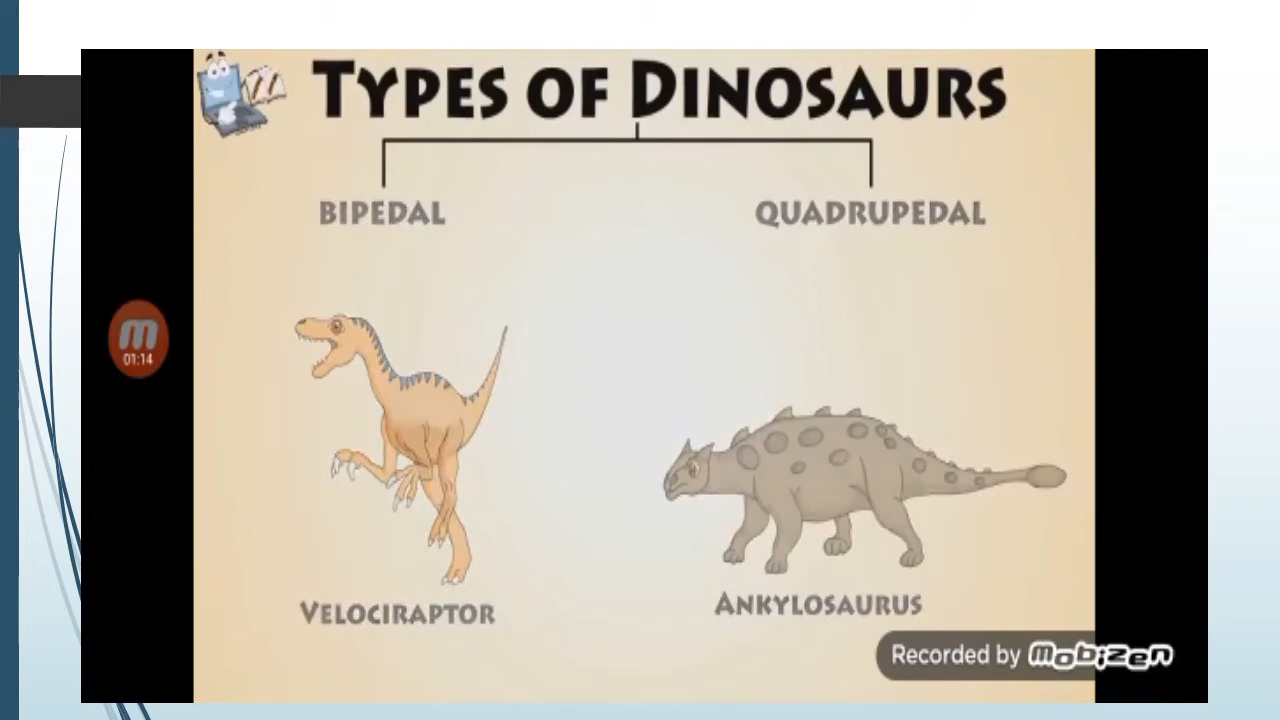 TYPES OF DINOSAURS
BIPEDAL
QUADRUPEDAL
m
01:14
VELOCIRAPTOR
ANKYLOSAURUS
Recorded by mobizen